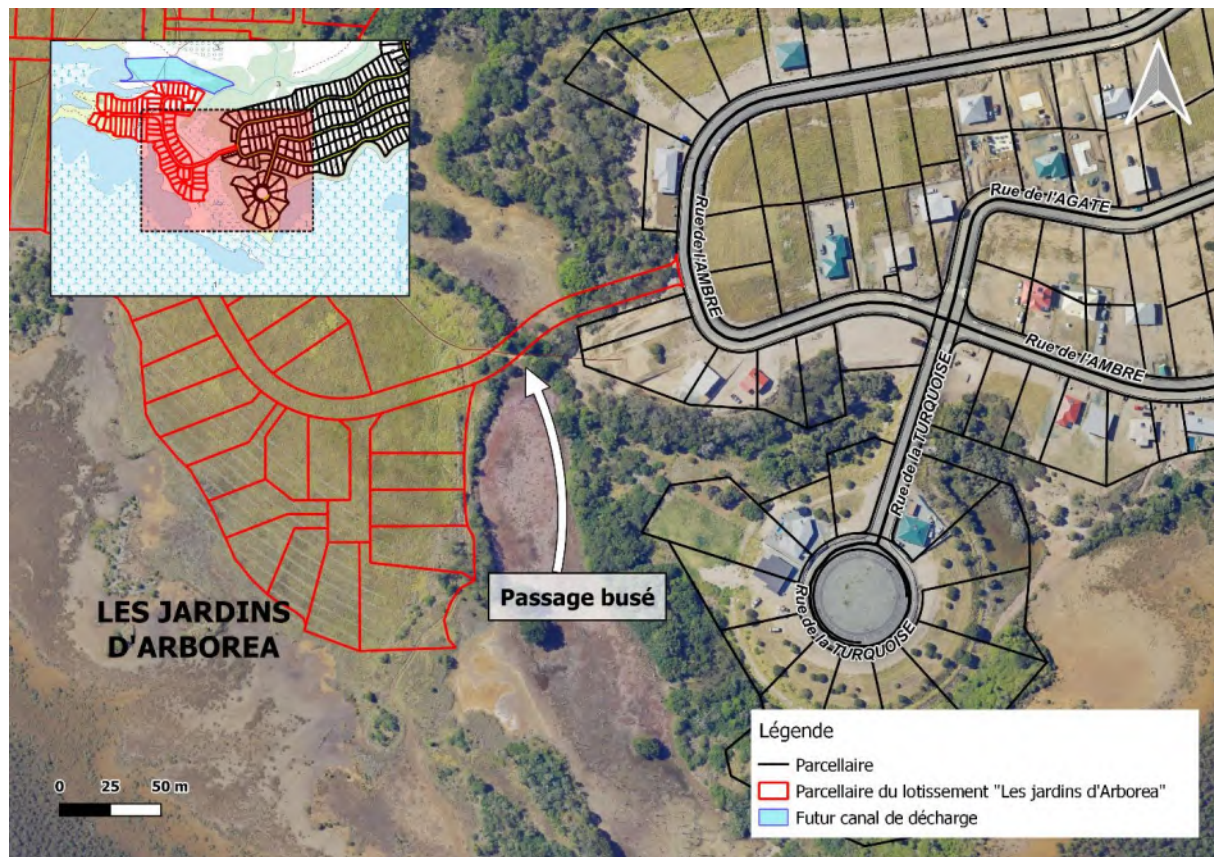 Rue de l'AGATE
Rue de l'AMBRE
Rue de l'AMBRE
Rue de la TURQUOISE
Passage busé
LES JARDINS
D'ARBOREA
Rue de la TURQUOISE
Légende
Parcellaire
Parcellaire du lotissement "Les jardins d'Arborea"
Futur canal de décharge
0 25 50 m